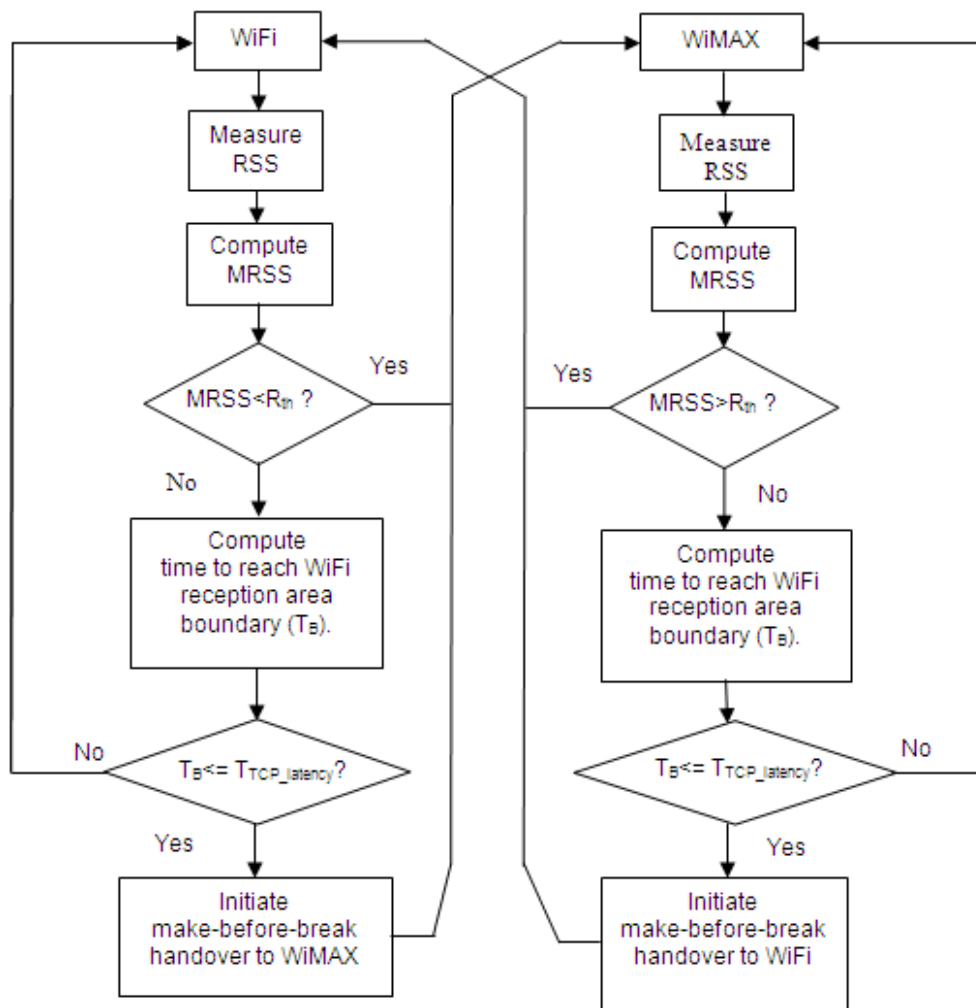 WiFi
Measure
RSS
Compute
MRSS
MRSS<Rth ?
Yes
No
Compute
time to reach WiFi
reception area
boundary (TB).
TB<= TTCP_latency?
No
Yes
Initiate
make-before-break
handover to WiMAX
WiMAX
Measure
RSS
Compute
MRSS
MRSS>Rth ?
Yes
No
Compute
time to reach WiFi
reception area
boundary (TB).
TB<= TTCP_latency?
No
Yes
Initiate
make-before-break
handover to WiFi